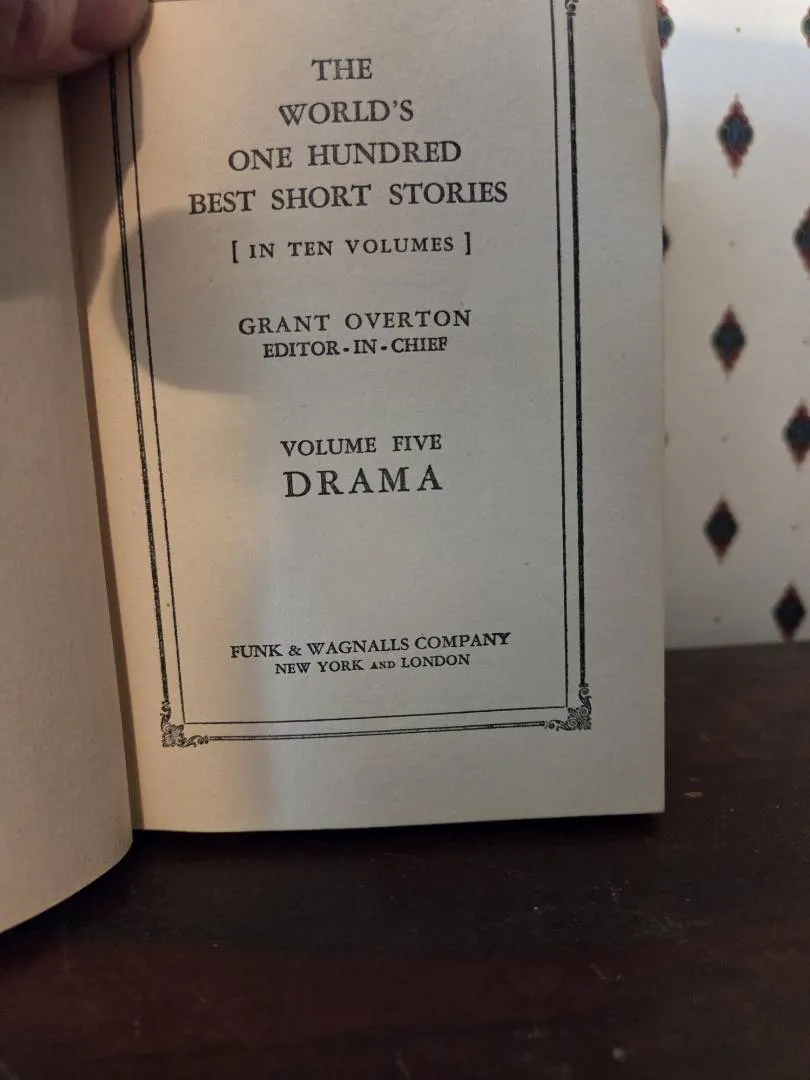 THE
WORLD'S
ONE HUNDRED
BEST SHORT STORIES
[ IN TEN VOLUMES ]
GRANT OVERTON
EDITOR-IN-CHIEF
VOLUME FIVE
DRAMA
FUNK & WAGNALLS COMPANY
NEW YORK AND LONDON